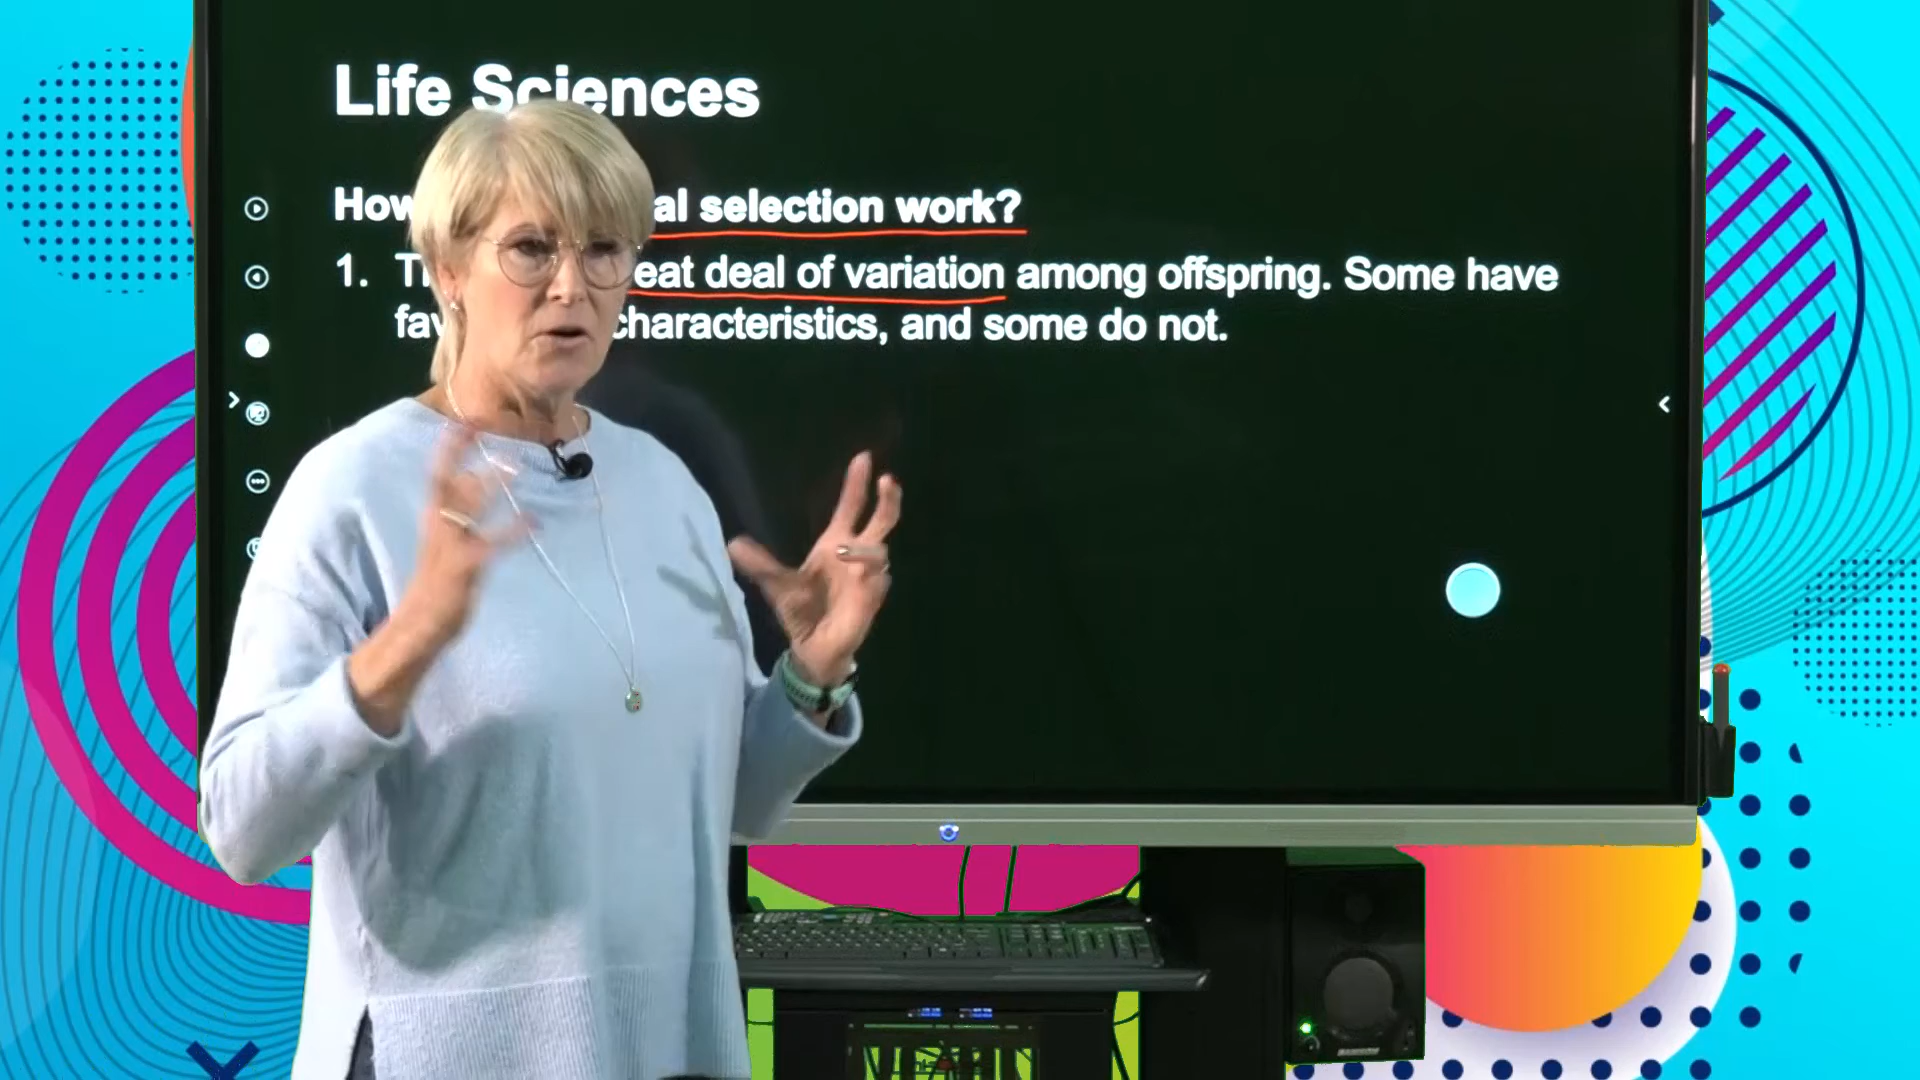 Life Sciences
How al selection work?
1. T eat deal of variation among offspring. Some have
fav characteristics, and some do not.